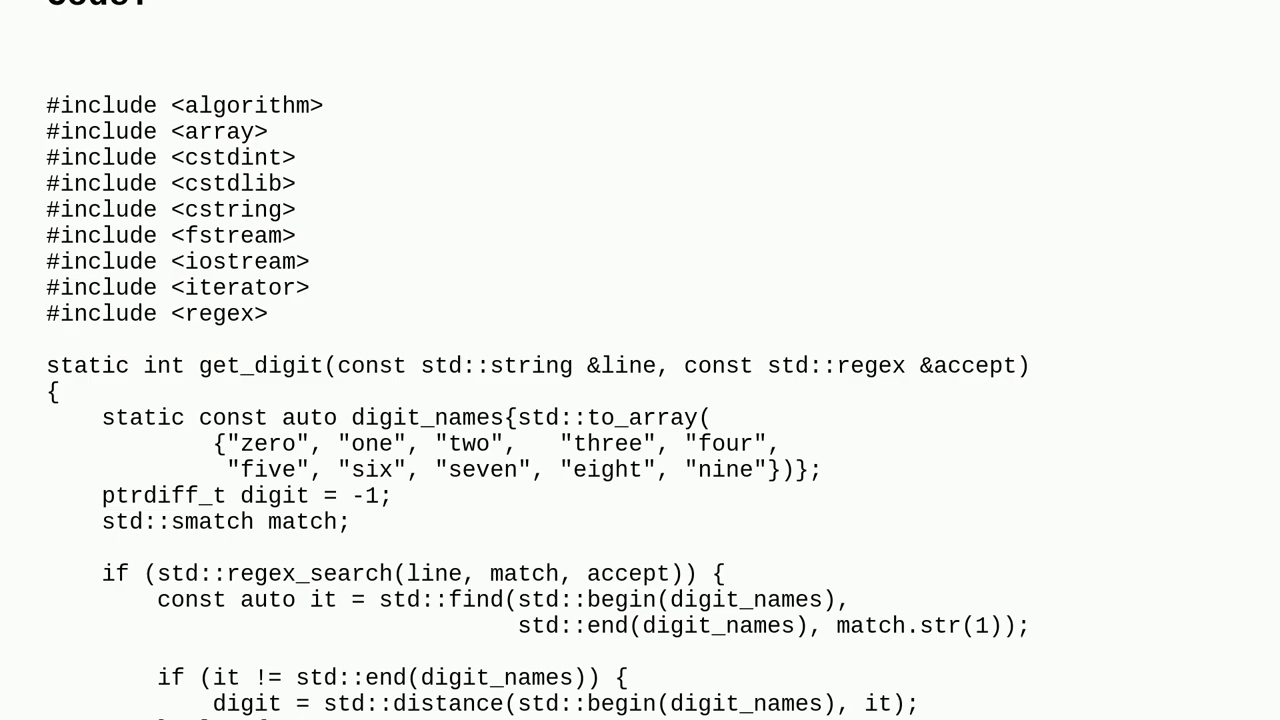 #include <algorithm>
#include <array>
#include <cstdint>
#include <cstdlib>
#include <cstring>
#include <fstream>
#include <iostream>
#include <iterator>
#include <regex>
static int get_digit(const std::string &line, const std::regex &accept)
{
    static const auto digit_names{std::to_array(
            {"zero", "one", "two",   "three", "four",
             "five", "six", "seven", "eight", "nine"})};
    ptrdiff_t digit = -1;
    std::smatch match;
    if (std::regex_search(line, match, accept)) {
        const auto it = std::find(std::begin(digit_names),
                                  std::end(digit_names), match.str(1));
        if (it != std::end(digit_names)) {
            digit = std::distance(std::begin(digit_names), it);